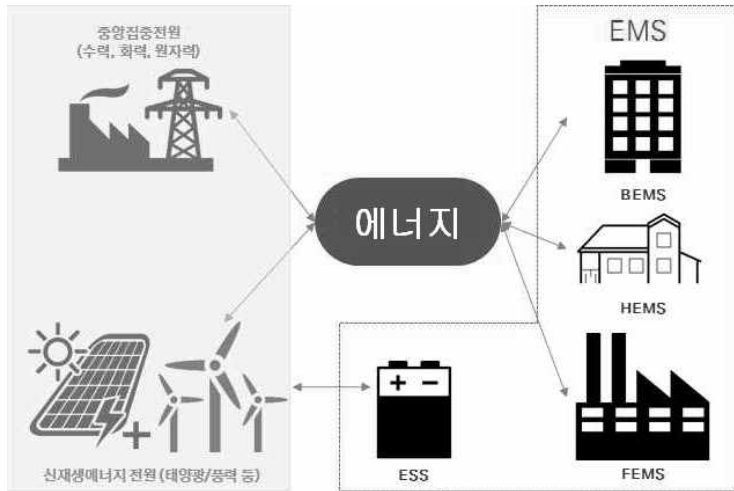 중앙집중전원
(수력, 화력, 원자력)
EMS
BEMS
에너지
HEMS
신재생에너지 전원 (태양광/풍력 등)
ESS
FEMS